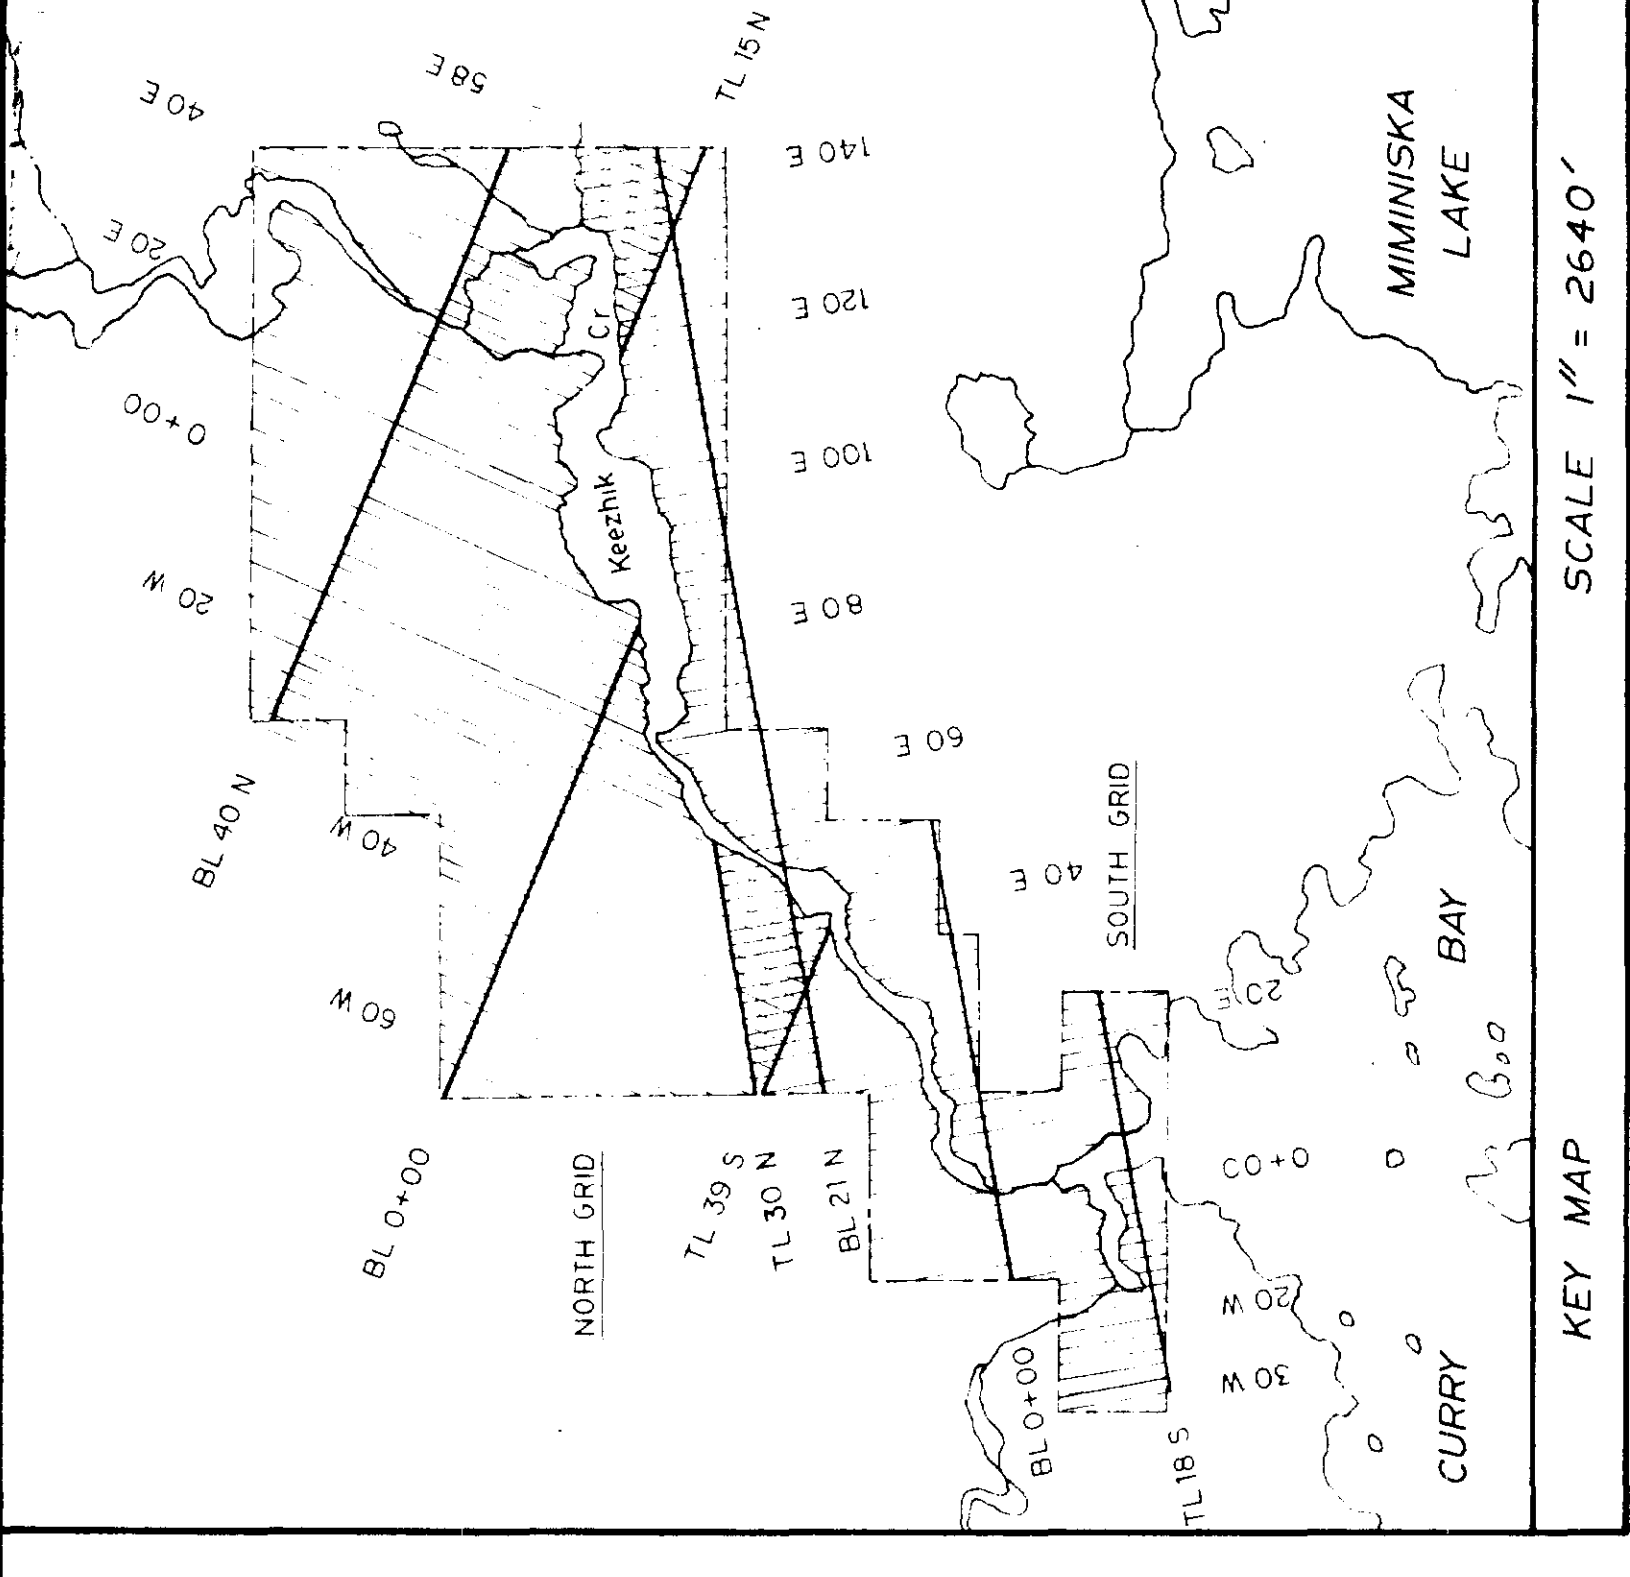 40 E
58 E
TL 15 N
20 E
140 E
MIMINISKA
LAKE
120 E
Cr
0+00
100 E
Keezhik
20 W
80 E
SCALE 1" = 2640'
BL 40 N
40 W
60 E
60 W
40 E
SOUTH GRID
20 E
BL 0+00
NORTH GRID
TL 39 S
TL 30 N
BL 21 N
0+00
20 W
30 W
BL 0+00
TL 18 S
CURRY
BAY
KEY MAP